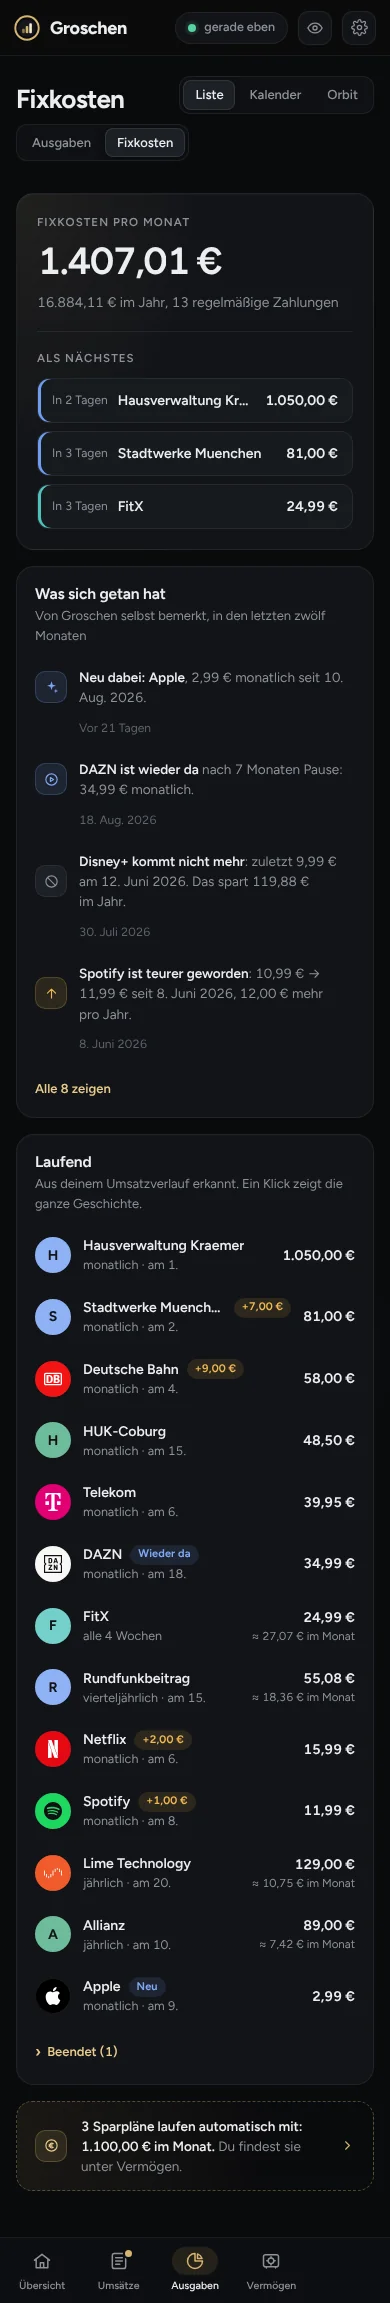 Groschen
gerade eben
Fixkosten
Liste Kalender Orbit
Ausgaben Fixkosten
FIXKOSTEN PRO MONAT
1.407,01 €
16.884,11 € im Jahr, 13 regelmäßige Zahlungen
ALS NÄCHSTES
In 2 Tagen Hausverwaltung Kr... 1.050,00 €
In 3 Tagen Stadtwerke Muenchen 81,00 €
In 3 Tagen FitX 24,99 €
Was sich getan hat
Von Groschen selbst bemerkt, in den letzten zwölf
Monaten
Neu dabei: Apple, 2,99 € monatlich seit 10.
Aug. 2026.
Vor 21 Tagen
DAZN ist wieder da nach 7 Monaten Pause:
34,99 € monatlich.
18. Aug. 2026
Disney+ kommt nicht mehr: zuletzt 9,99 €
am 12. Juni 2026. Das spart 119,88 €
im Jahr.
30. Juli 2026
Spotify ist teurer geworden: 10,99 € →
11,99 € seit 8. Juni 2026, 12,00 € mehr
pro Jahr.
8. Juni 2026
Alle 8 zeigen
Laufend
Aus deinem Umsatzverlauf erkannt. Ein Klick zeigt die
ganze Geschichte.
H Hausverwaltung Kraemer 1.050,00 €
monatlich · am 1.
S Stadtwerke Muench... +7,00 € 81,00 €
monatlich · am 2.
DB Deutsche Bahn +9,00 € 58,00 €
monatlich · am 4.
H HUK-Coburg 48,50 €
monatlich · am 15.
T Telekom 39,95 €
monatlich · am 6.
DAZN DAZN Wieder da 34,99 €
monatlich · am 18.
F FitX 24,99 €
alle 4 Wochen ≈ 27,07 € im Monat
R Rundfunkbeitrag 55,08 €
vierteljährlich · am 15. ≈ 18,36 € im Monat
N Netflix +2,00 € 15,99 €
monatlich · am 6.
Spotify +1,00 € 11,99 €
monatlich · am 8.
Lime Technology 129,00 €
jährlich · am 20. ≈ 10,75 € im Monat
A Allianz 89,00 €
jährlich · am 10. ≈ 7,42 € im Monat
Apple Neu 2,99 €
monatlich · am 9.
› Beendet (1)
3 Sparpläne laufen automatisch mit:
1.100,00 € im Monat. Du findest sie
unter Vermögen.
Übersicht Umsätze Ausgaben Vermögen